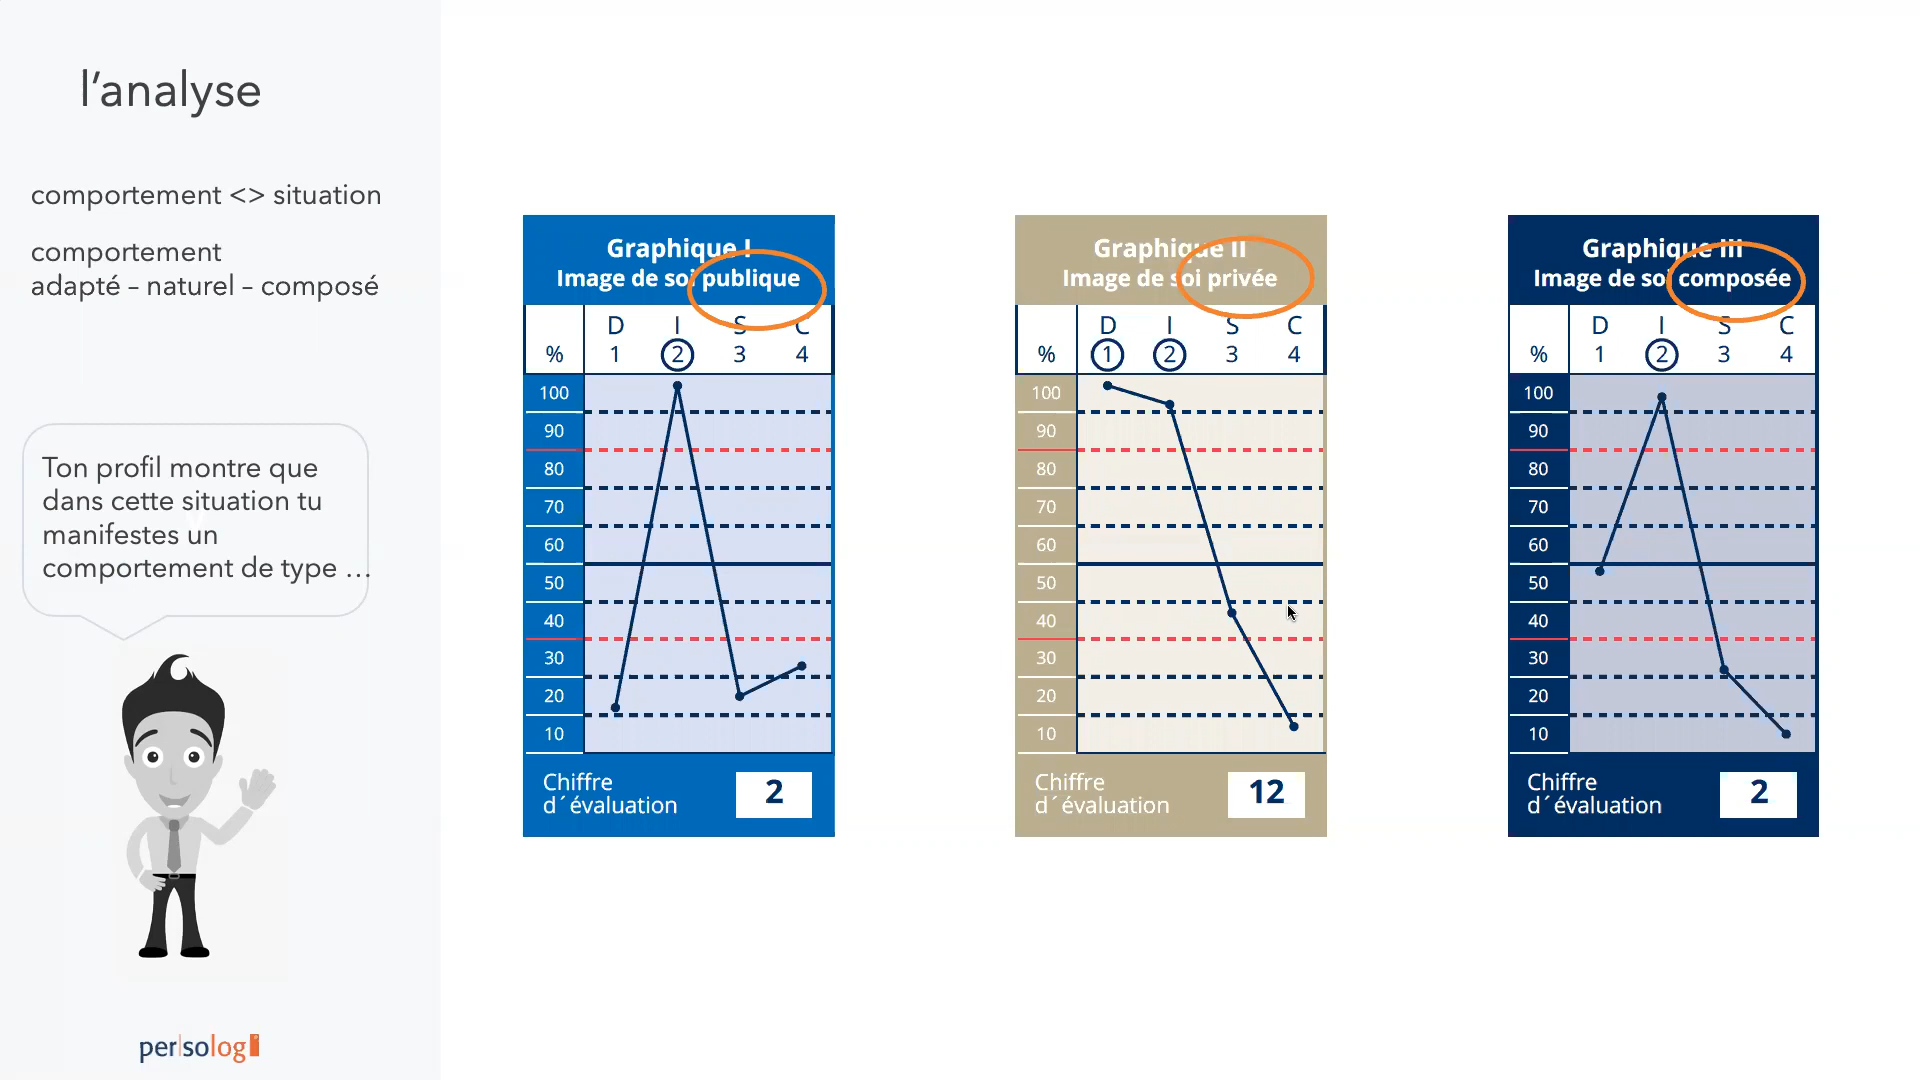 l’analyse
comportement <> situation
comportement
adapté – naturel – composé
Ton profil montre que
dans cette situation tu
manifestes un
comportement de type …
persolog
Graphique I
Image de soi publique
D I S C
% 1 2 3 4
100
90
80
70
60
50
40
30
20
10
Chiffre
d´évaluation
2
Graphique II
Image de soi privée
D I S C
% 1 2 3 4
100
90
80
70
60
50
40
30
20
10
Chiffre
d´évaluation
12
Graphique III
Image de soi composée
D I S C
% 1 2 3 4
100
90
80
70
60
50
40
30
20
10
Chiffre
d´évaluation
2